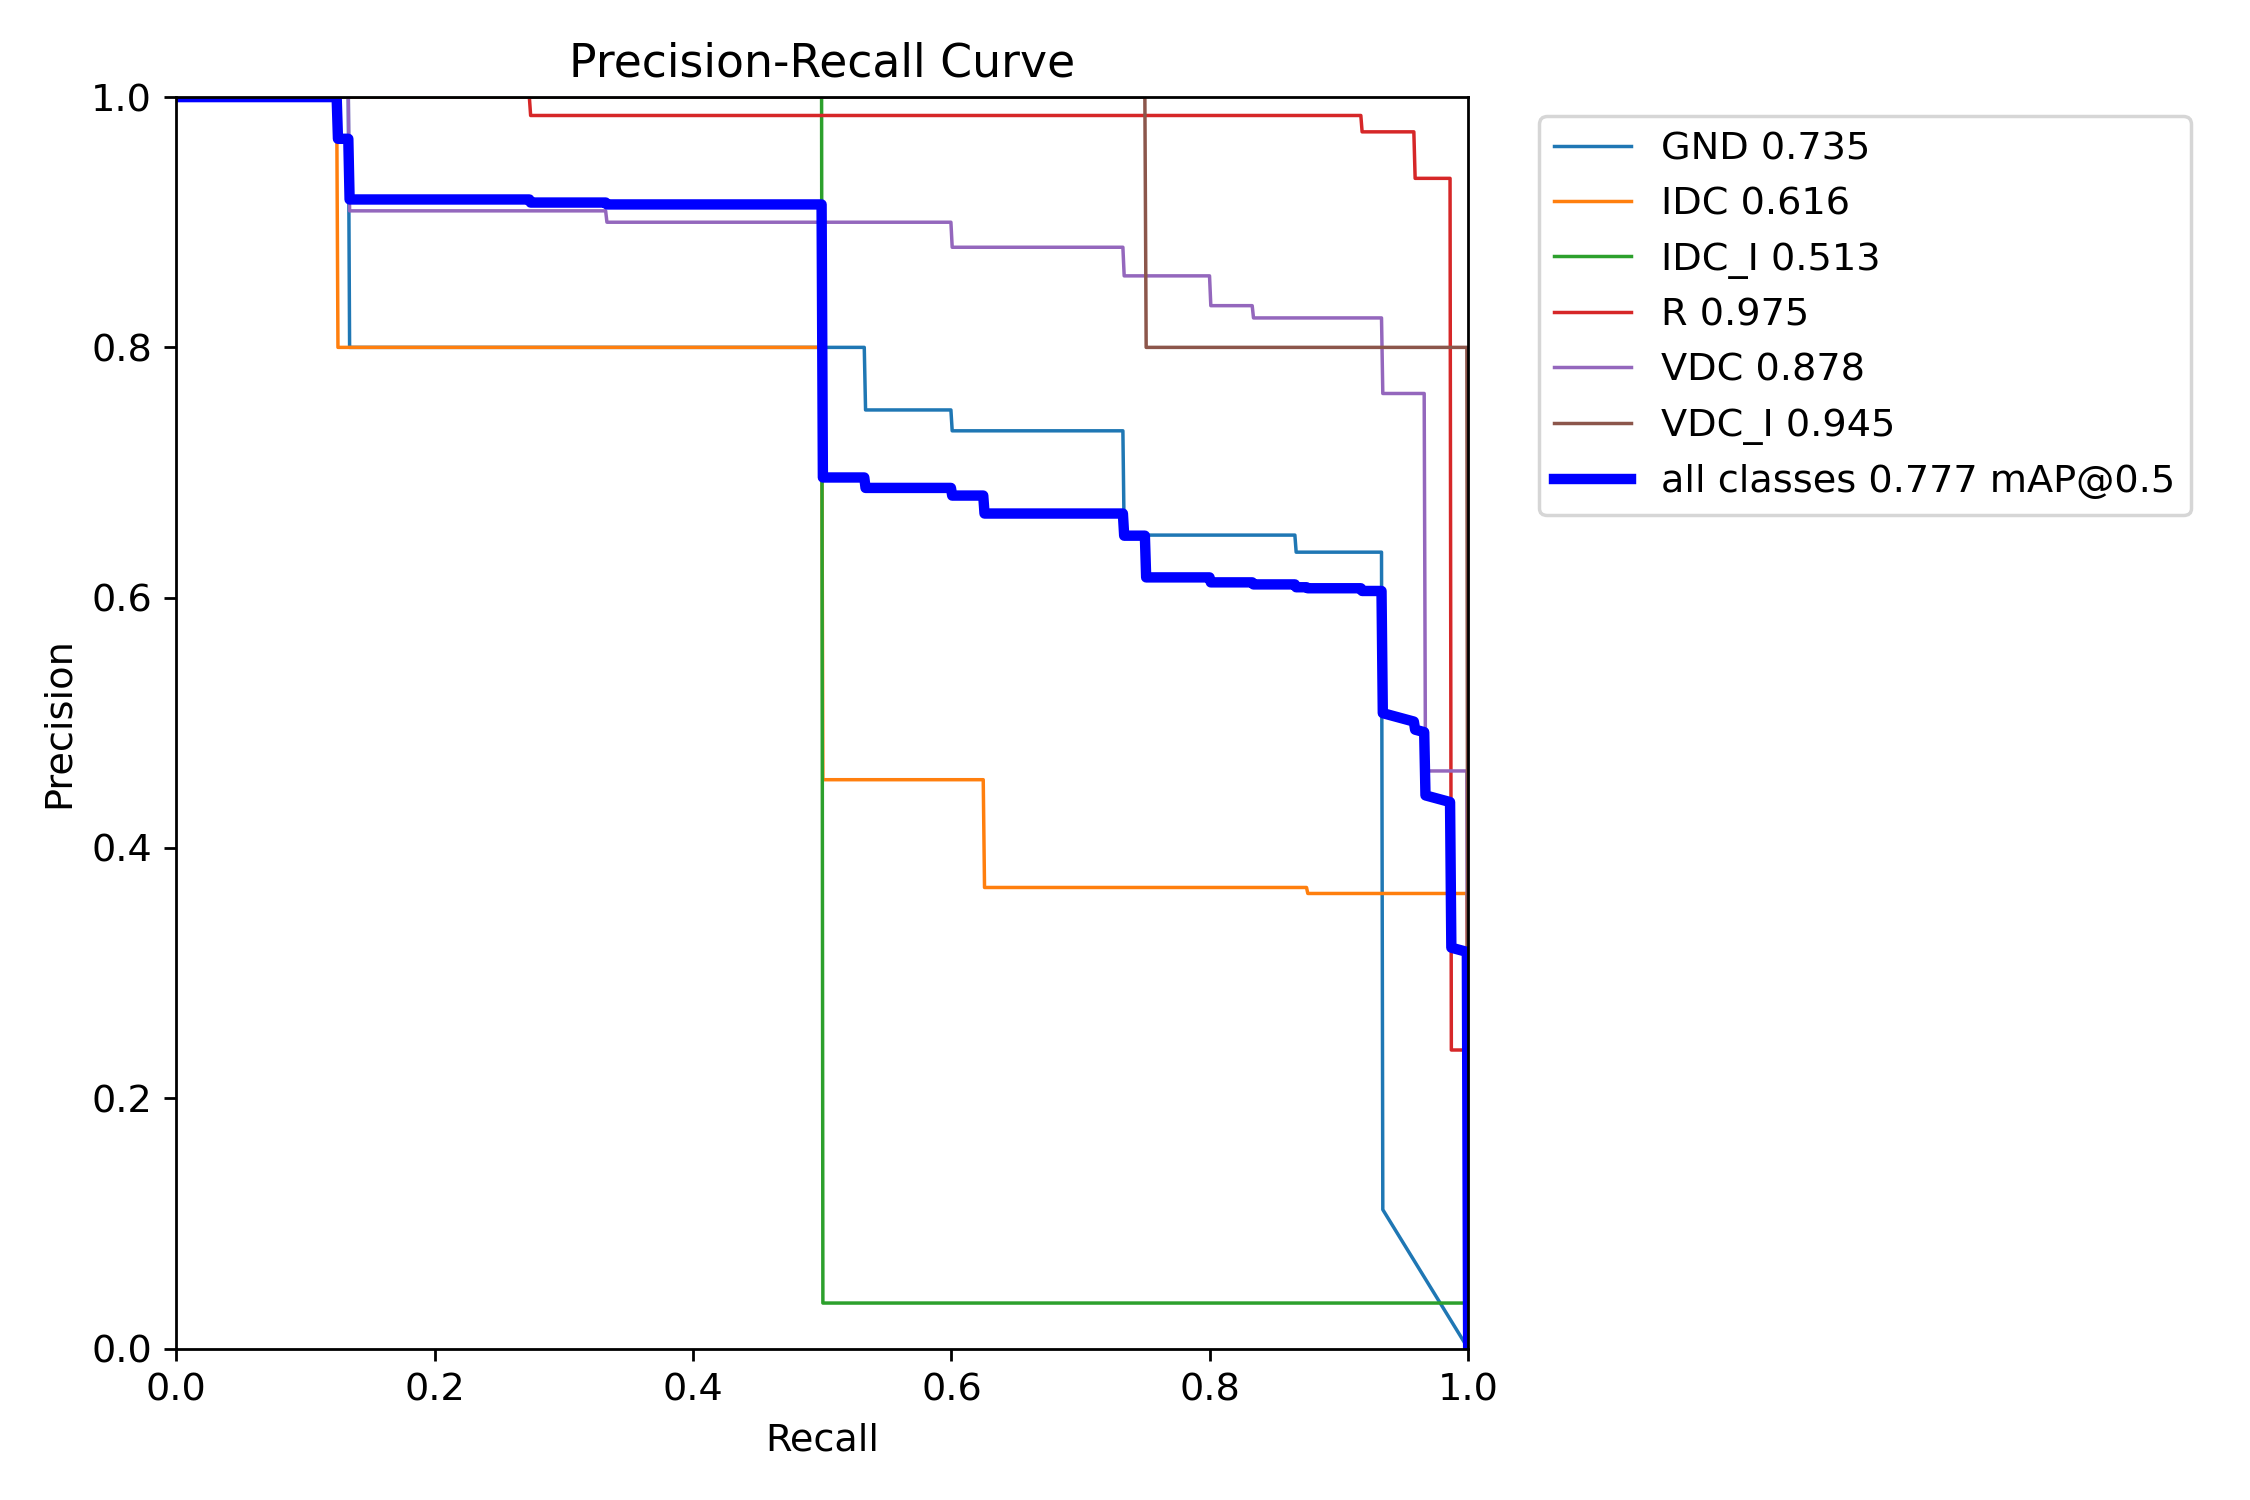 Precision-Recall Curve
1.0
0.8
0.6
0.4
0.2
0.0
Precision
0.0 0.2 0.4 0.6 0.8 1.0
Recall
GND 0.735
IDC 0.616
IDC_I 0.513
R 0.975
VDC 0.878
VDC_I 0.945
all classes 0.777 mAP@0.5